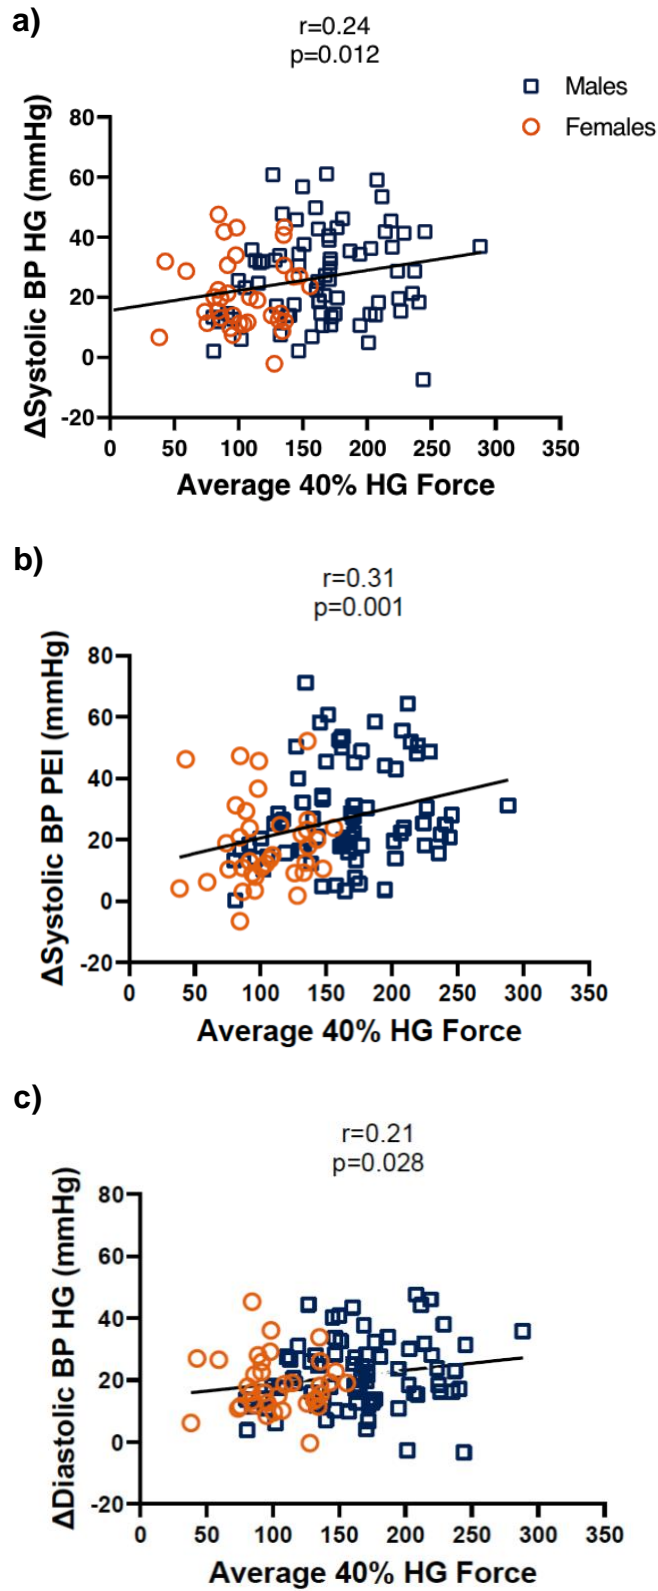 a)
r=0.24
p=0.012
Males
Females
ΔSystolic BP HG (mmHg)
80
60
40
20
0
-20
0 50 100 150 200 250 300 350
Average 40% HG Force
b)
r=0.31
p=0.001
ΔSystolic BP PEI (mmHg)
80
60
40
20
0
-20
0 50 100 150 200 250 300 350
Average 40% HG Force
c)
r=0.21
p=0.028
ΔDiastolic BP HG (mmHg)
80
60
40
20
0
-20
0 50 100 150 200 250 300 350
Average 40% HG Force